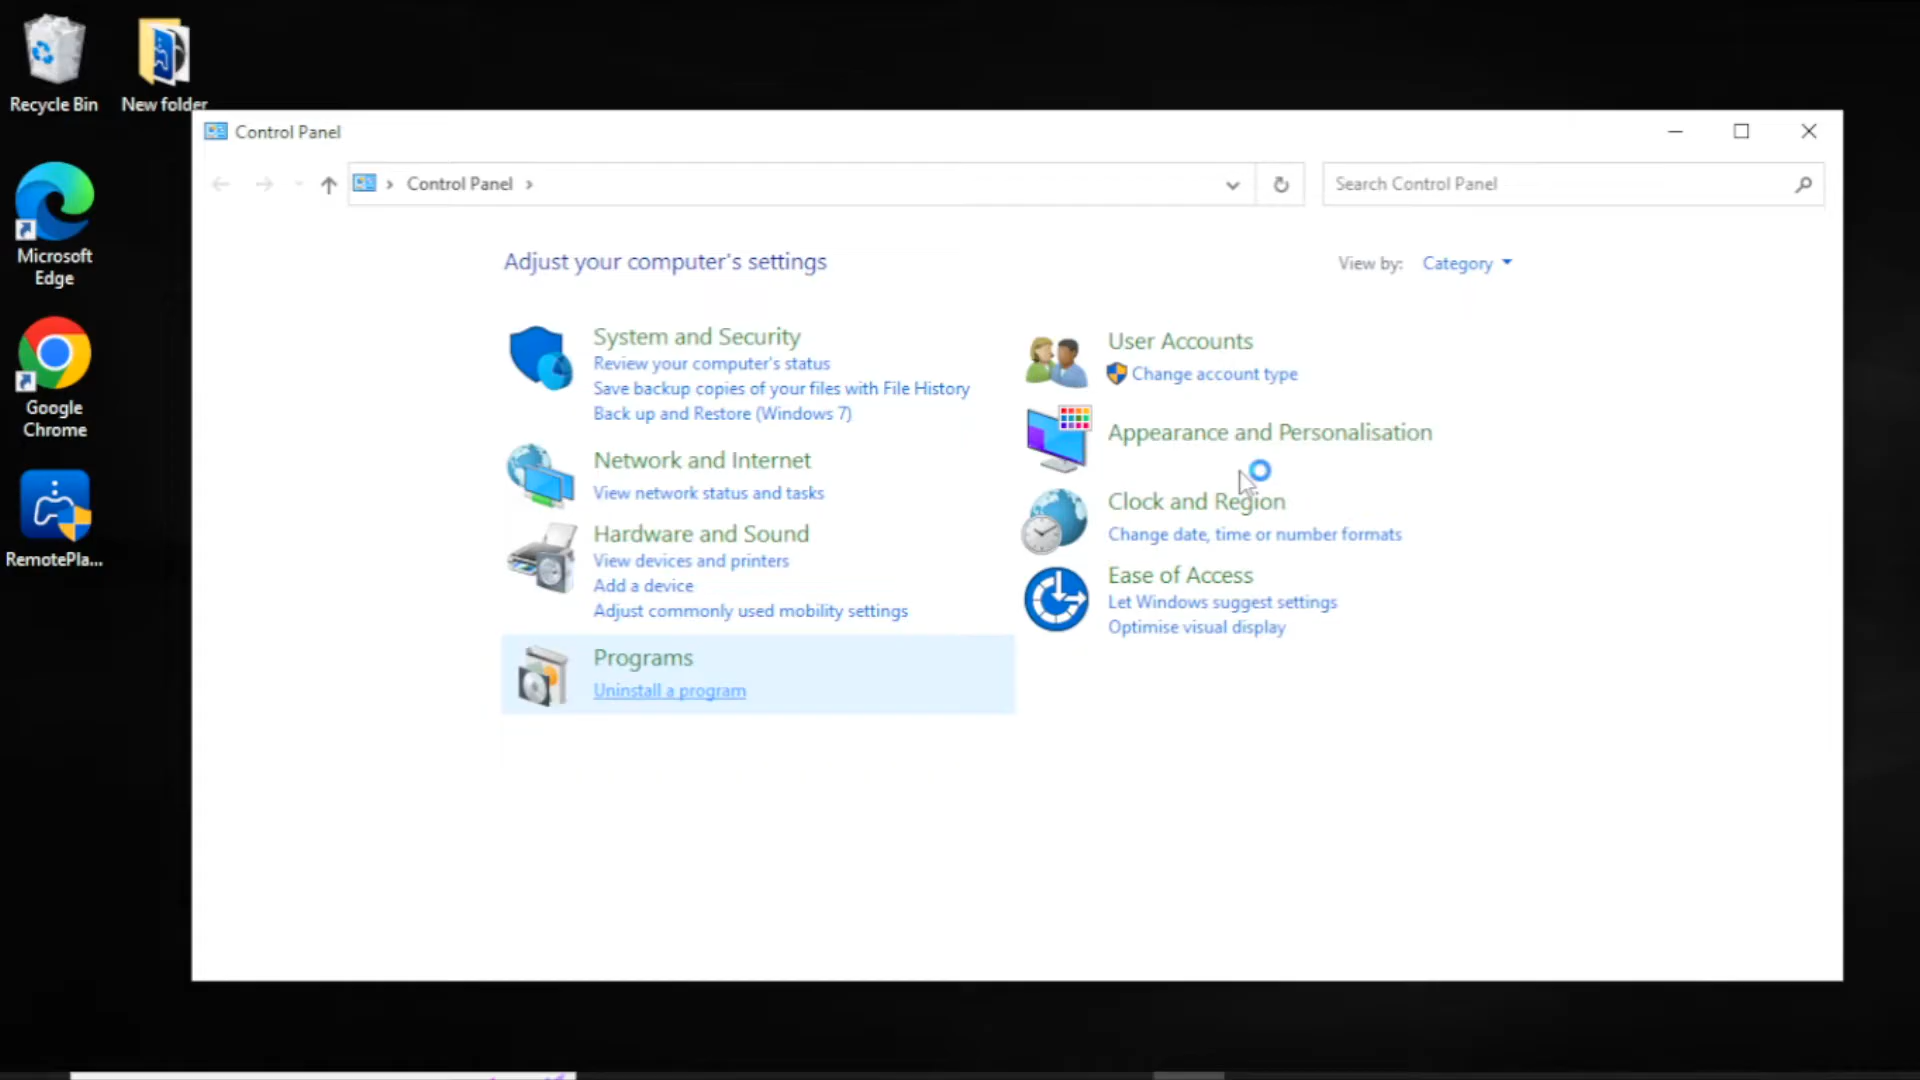 Recycle Bin
New folder
Microsoft
Edge
Google
Chrome
RemotePla...
Control Panel
Control Panel
Search Control Panel
Adjust your computer's settings
View by:
Category
System and Security
Review your computer's status
Save backup copies of your files with File History
Back up and Restore (Windows 7)
Network and Internet
View network status and tasks
Hardware and Sound
View devices and printers
Add a device
Adjust commonly used mobility settings
Programs
Uninstall a program
User Accounts
Change account type
Appearance and Personalisation
Clock and Region
Change date, time or number formats
Ease of Access
Let Windows suggest settings
Optimise visual display